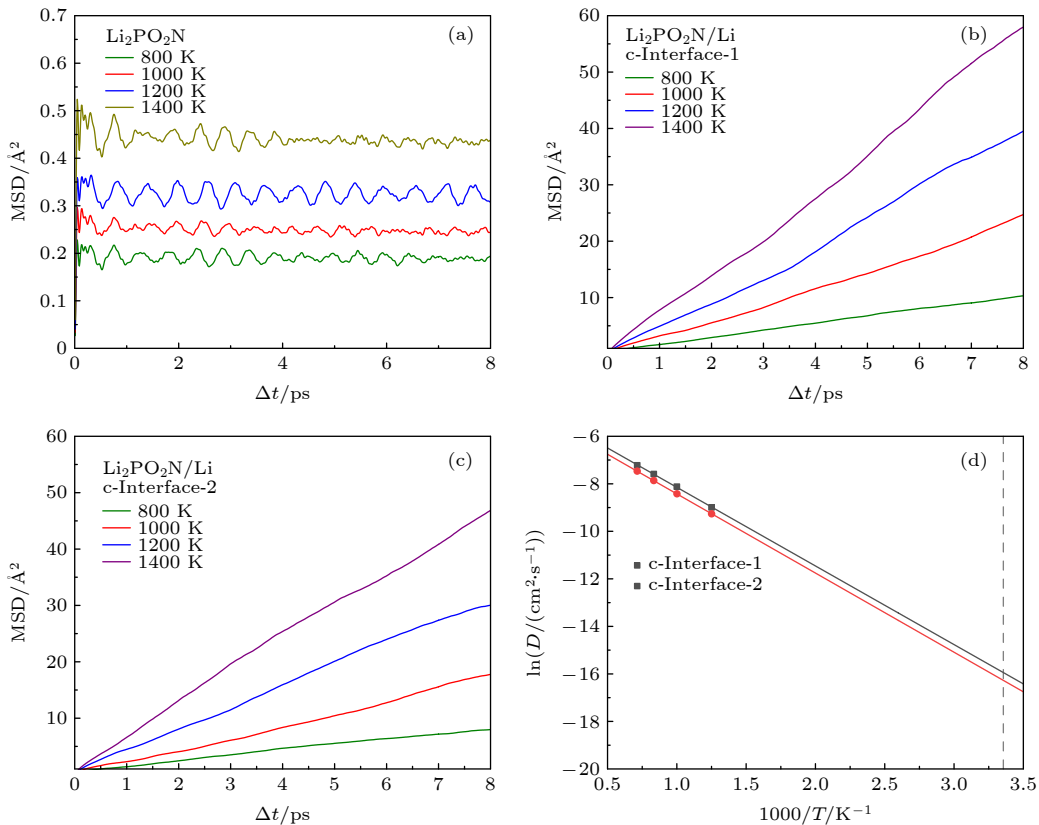 (a)
Li₂PO₂N
800 K
1000 K
1200 K
1400 K
MSD/Å²
0.7
0.6
0.5
0.4
0.3
0.2
0.1
0
0 2 4 6 8
Δt/ps
(b)
Li₂PO₂N/Li
c-Interface-1
800 K
1000 K
1200 K
1400 K
MSD/Å²
60
50
40
30
20
10
0 1 2 3 4 5 6 7 8
Δt/ps
(c)
Li₂PO₂N/Li
c-Interface-2
800 K
1000 K
1200 K
1400 K
MSD/Å²
60
50
40
30
20
10
0 1 2 3 4 5 6 7 8
Δt/ps
(d)
c-Interface-1
c-Interface-2
ln(D/(cm²·s⁻¹))
−6
−8
−10
−12
−14
−16
−18
−20
0.5 1.0 1.5 2.0 2.5 3.0 3.5
1000/T/K⁻¹